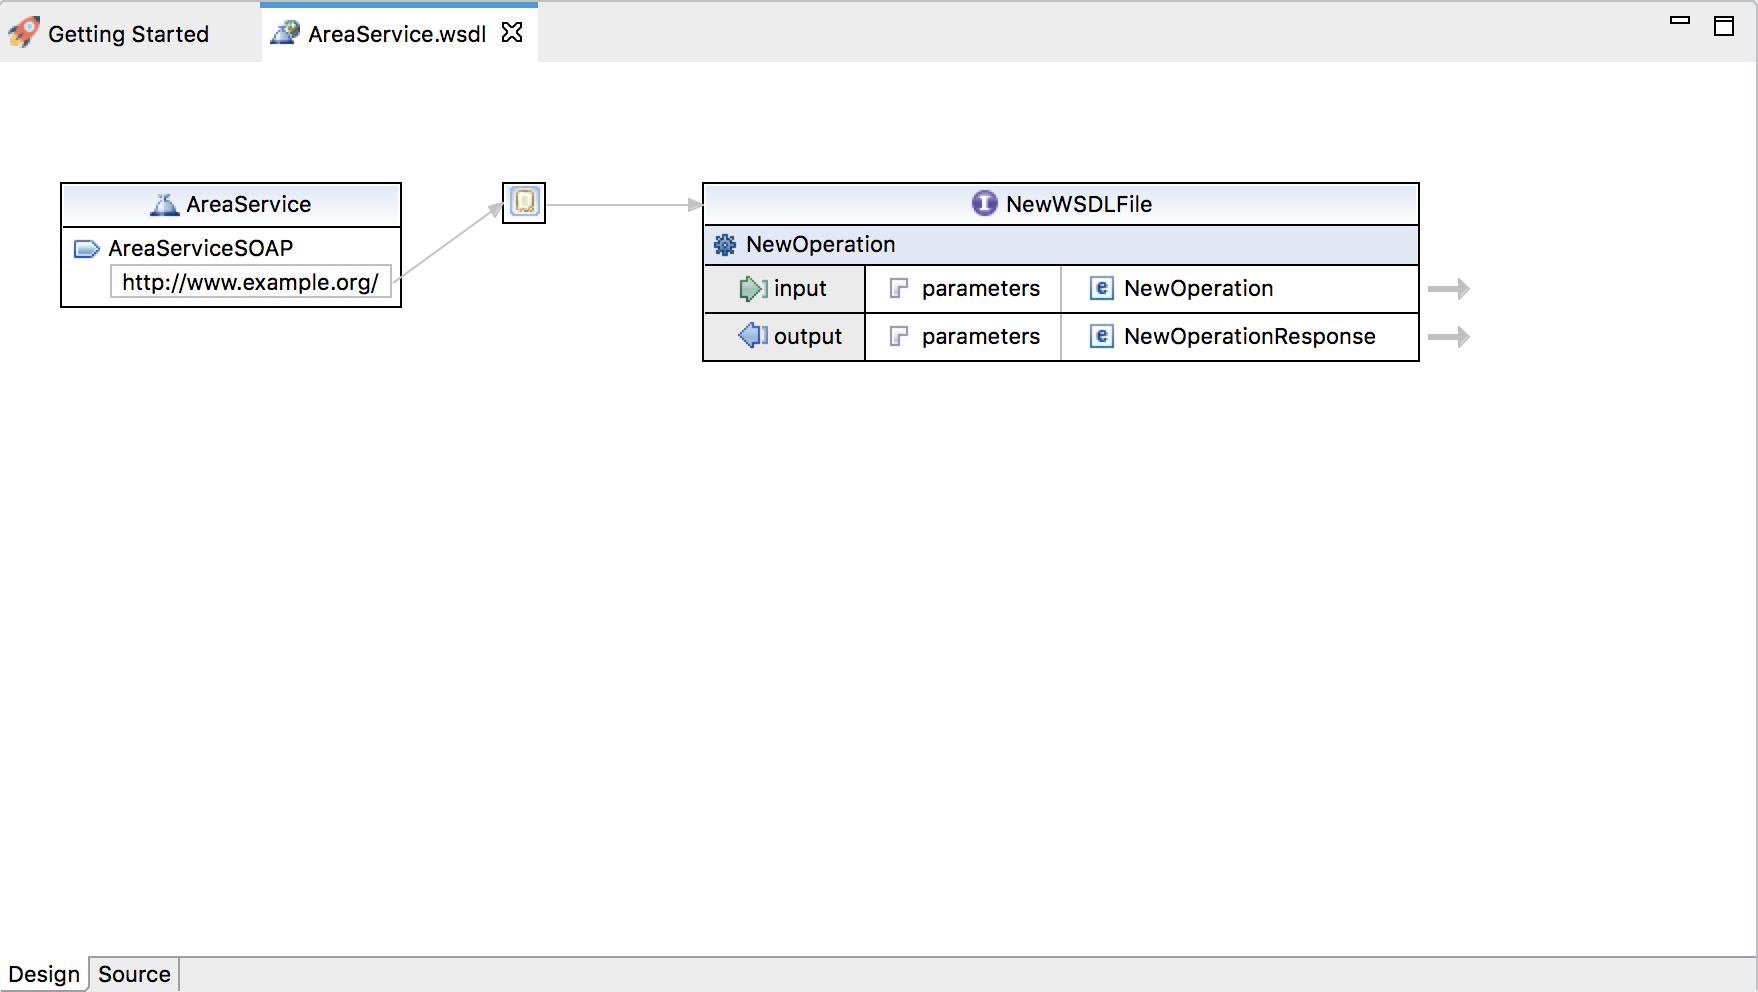 Getting Started
AreaService.wsdl
AreaService
AreaServiceSOAP
http://www.example.org/
NewWSDLFile
NewOperation
input parameters NewOperation
output parameters NewOperationResponse
Design Source